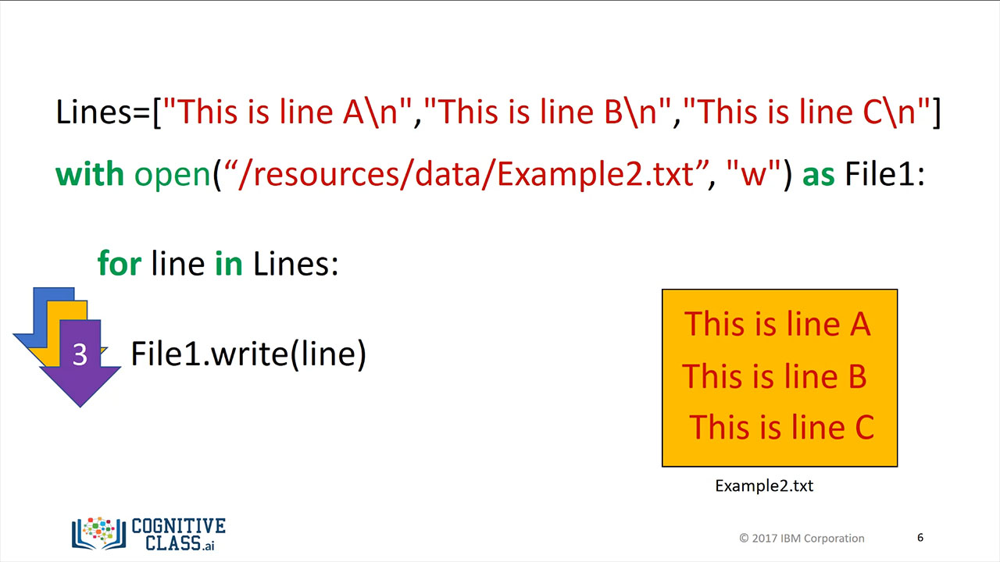 Lines=["This is line A\n","This is line B\n","This is line C\n"]
with open(“/resources/data/Example2.txt”, "w") as File1:
for line in Lines:
3
File1.write(line)
This is line A
This is line B
This is line C
Example2.txt
COGNITIVE
CLASS.ai
© 2017 IBM Corporation
6